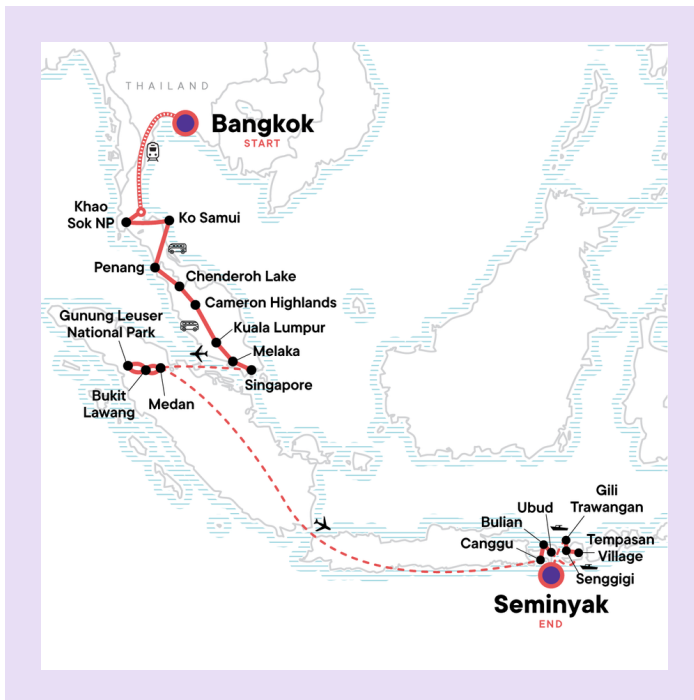 THAILAND
Bangkok
START
Khao
Sok NP
Ko Samui
Penang
Chenderoh Lake
Cameron Highlands
Gunung Leuser
National Park
Kuala Lumpur
Melaka
Singapore
Bukit
Lawang
Medan
Gili
Trawangan
Ubud
Bulian
Canggu
Tempasan
Village
Senggigi
Seminyak
END